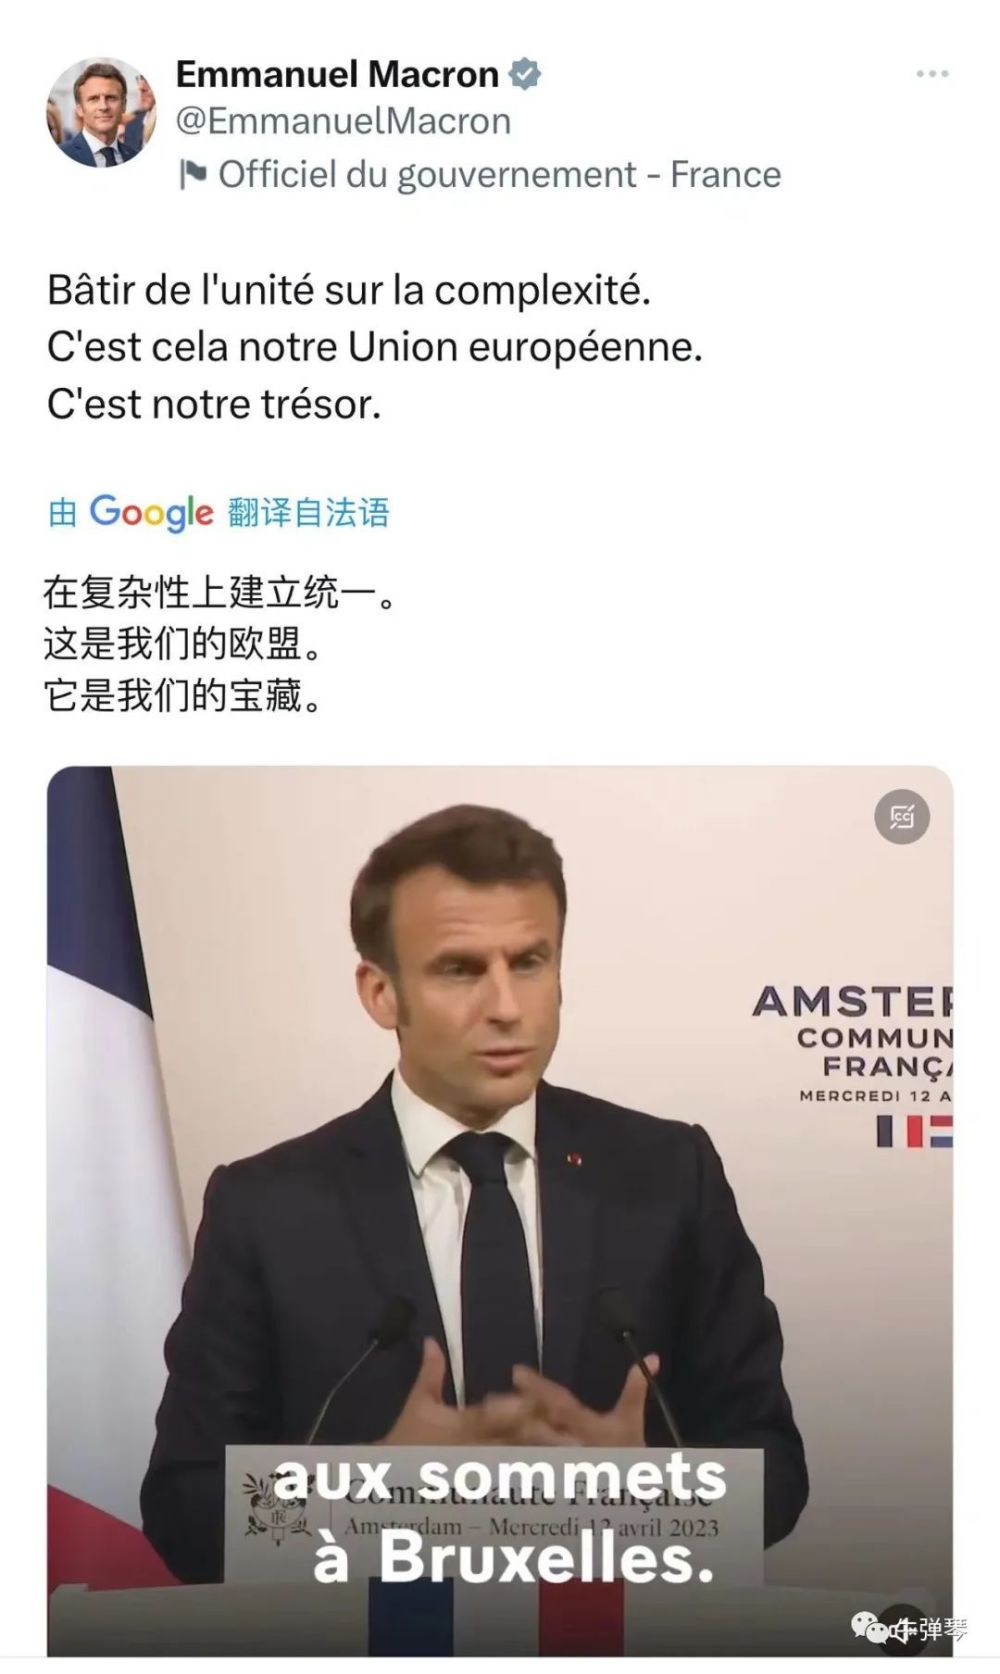 Emmanuel Macron
@EmmanuelMacron
Officiel du gouvernement - France
Bâtir de l'unité sur la complexité.
C'est cela notre Union européenne.
C'est notre trésor.
由 Google 翻译自法语
在复杂性上建立统一。
这是我们的欧盟。
它是我们的宝藏。
CC
AMSTE
COMMUN
FRANÇ
MERCREDI 12 A
aux sommets
Communauté Française
Amsterdam – Mercredi 12 avril 2023
à Bruxelles.
牛弹琴